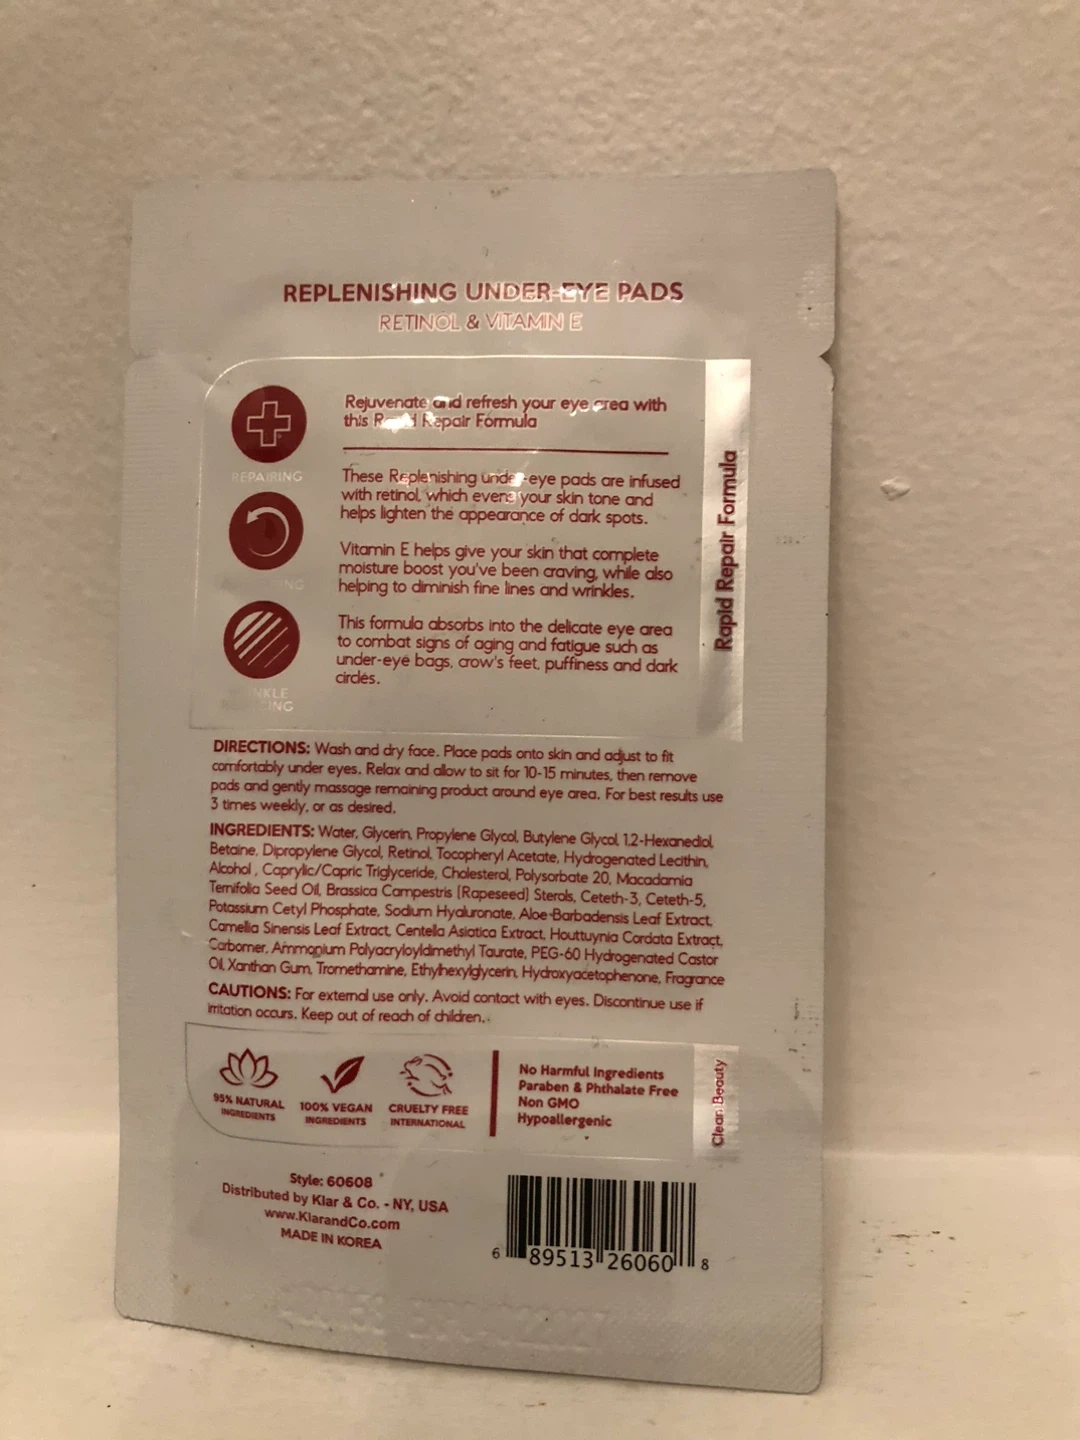 REPLENISHING UNDER-EYE PADS
RETINOL & VITAMIN E
Rejuvenate and refresh your eye area with
this Rapid Repair Formula
REPAIRING
These Replenishing under-eye pads are infused
with retinol, which evens your skin tone and
helps lighten the appearance of dark spots.
Vitamin E helps give your skin that complete
moisture boost you've been craving, while also
helping to diminish fine lines and wrinkles.
This formula absorbs into the delicate eye area
to combat signs of aging and fatigue such as
under-eye bags, crow's feet, puffiness and dark
circles.
Rapid Repair Formula
DIRECTIONS: Wash and dry face. Place pads onto skin and adjust to fit
comfortably under eyes. Relax and allow to sit for 10-15 minutes, then remove
pads and gently massage remaining product around eye area. For best results use
3 times weekly, or as desired.
INGREDIENTS: Water, Glycerin, Propylene Glycol, Butylene Glycol, 1,2-Hexanediol,
Betaine, Dipropylene Glycol, Retinol, Tocopheryl Acetate, Hydrogenated Lecithin,
Alcohol , Caprylic/Capric Triglyceride, Cholesterol, Polysorbate 20, Macadamia
Ternifolia Seed Oil, Brassica Campestris (Rapeseed) Sterols, Ceteth-3, Ceteth-5,
Potassium Cetyl Phosphate, Sodium Hyaluronate, Aloe-Barbadensis Leaf Extract,
Camellia Sinensis Leaf Extract, Centella Asiatica Extract, Houttuynia Cordata Extract,
Carbomer, Ammonium Polyacryloyldimethyl Taurate, PEG-60 Hydrogenated Castor
Oil, Xanthan Gum, Tromethamine, Ethylhexylglycerin, Hydroxyacetophenone, Fragrance
CAUTIONS: For external use only. Avoid contact with eyes. Discontinue use if
irritation occurs. Keep out of reach of children.
95% NATURAL
INGREDIENTS
100% VEGAN
INGREDIENTS
CRUELTY FREE
INTERNATIONAL
No Harmful Ingredients
Paraben & Phthalate Free
Non GMO
Hypoallergenic
Clean Beauty
Style: 60608
Distributed by Klar & Co. - NY, USA
www.KlarandCo.com
MADE IN KOREA
6 89513 26060 8